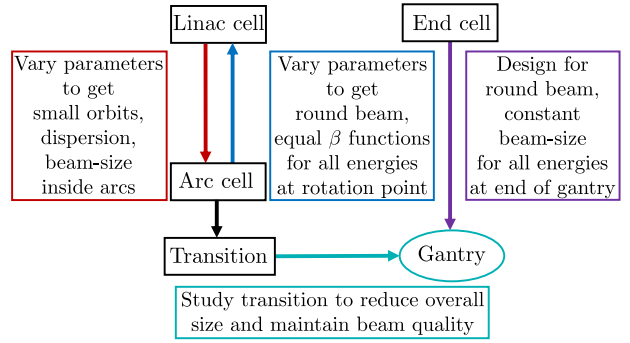 Linac cell
End cell
Vary parameters
to get
small orbits,
dispersion,
beam-size
inside arcs
Vary parameters
to get
round beam,
equal β functions
for all energies
at rotation point
Design for
round beam,
constant
beam-size
for all energies
at end of gantry
Arc cell
Transition
Gantry
Study transition to reduce overall
size and maintain beam quality